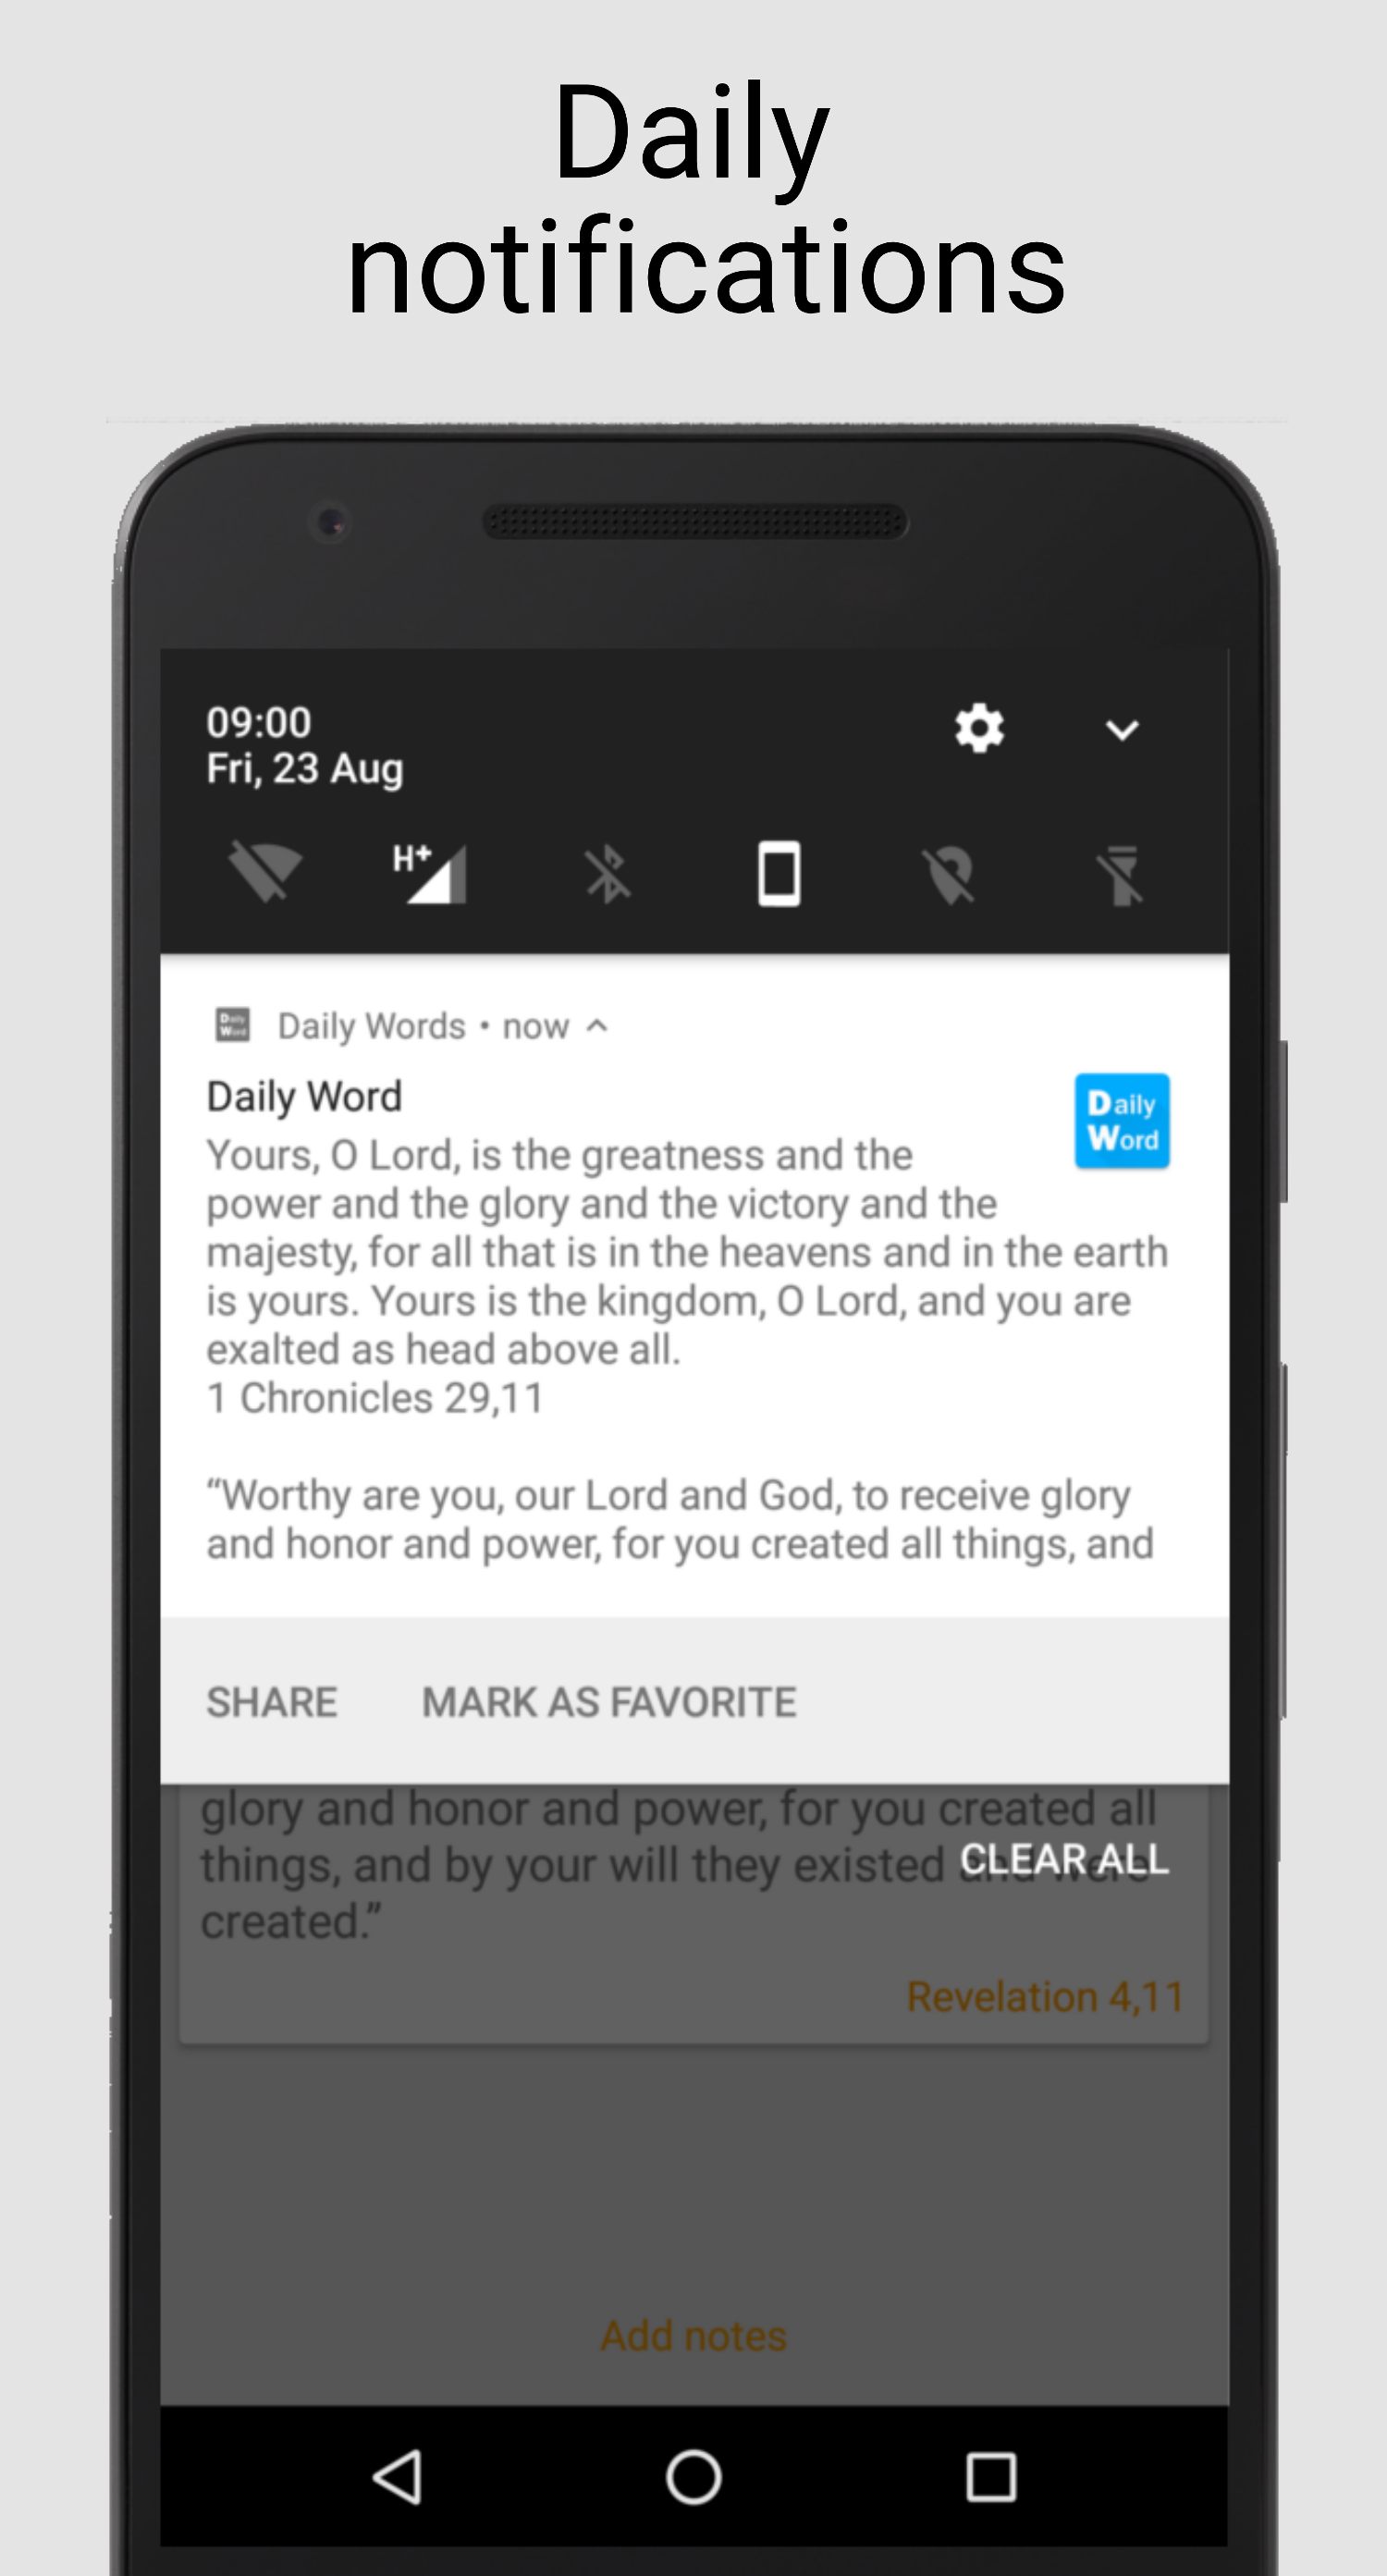 Daily
notifications
09:00
Fri, 23 Aug
H+
Daily Words • now
Daily Word
Daily
Word
Yours, O Lord, is the greatness and the
power and the glory and the victory and the
majesty, for all that is in the heavens and in the earth
is yours. Yours is the kingdom, O Lord, and you are
exalted as head above all.
1 Chronicles 29,11
“Worthy are you, our Lord and God, to receive glory
and honor and power, for you created all things, and
SHARE MARK AS FAVORITE
glory and honor and power, for you created all
things, and by your will they existed and were
CLEAR ALL
created.”
Revelation 4,11
Add notes